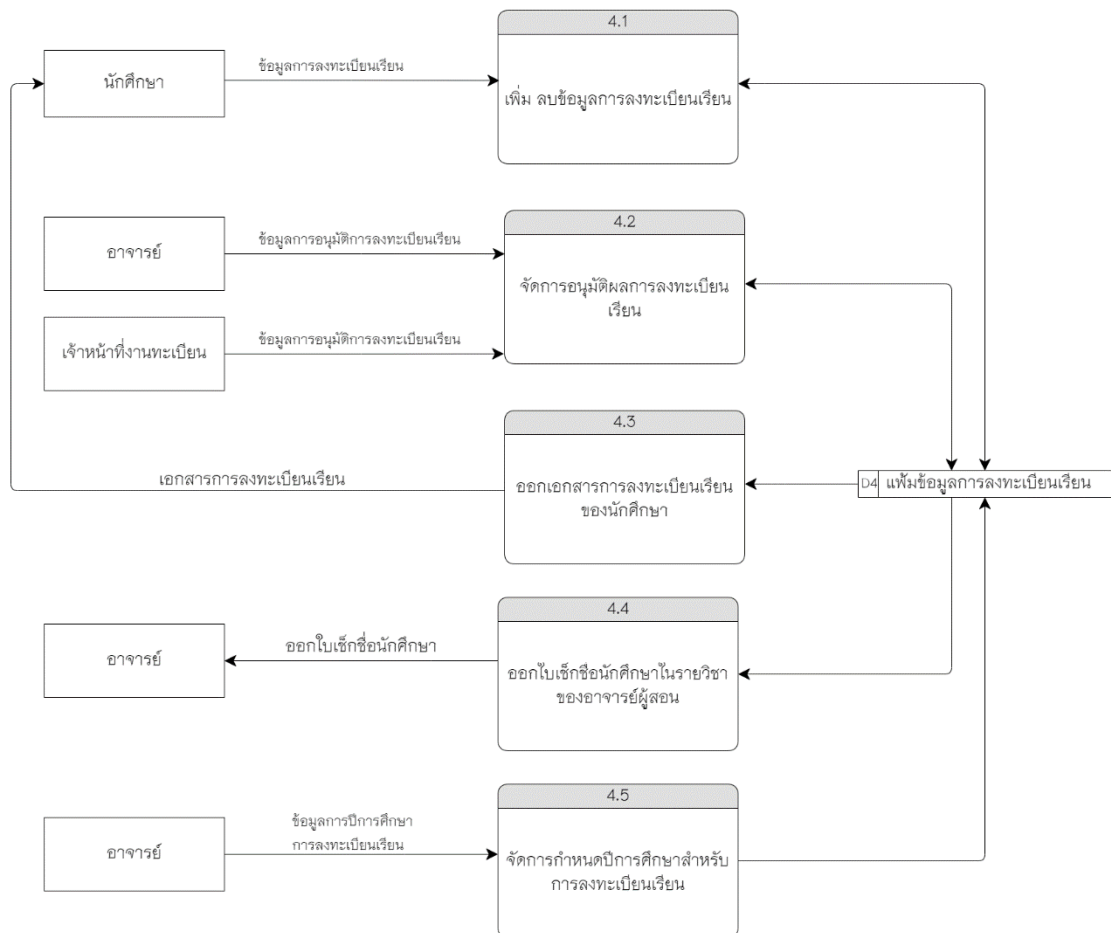 4.1
นักศึกษา
ข้อมูลการลงทะเบียนเรียน
เพิ่ม ลบข้อมูลการลงทะเบียนเรียน
4.2
อาจารย์
ข้อมูลการอนุมัติการลงทะเบียนเรียน
จัดการอนุมัติผลการลงทะเบียน
เรียน
เจ้าหน้าที่งานทะเบียน
ข้อมูลการอนุมัติการลงทะเบียนเรียน
4.3
เอกสารการลงทะเบียนเรียน
ออกเอกสารการลงทะเบียนเรียน
ของนักศึกษา
D4 แฟ้มข้อมูลการลงทะเบียนเรียน
4.4
อาจารย์
ออกใบเช็กชื่อนักศึกษา
ออกใบเช็กชื่อนักศึกษาในรายวิชา
ของอาจารย์ผู้สอน
4.5
อาจารย์
ข้อมูลการปีการศึกษา
การลงทะเบียนเรียน
จัดการกำหนดปีการศึกษาสำหรับ
การลงทะเบียนเรียน